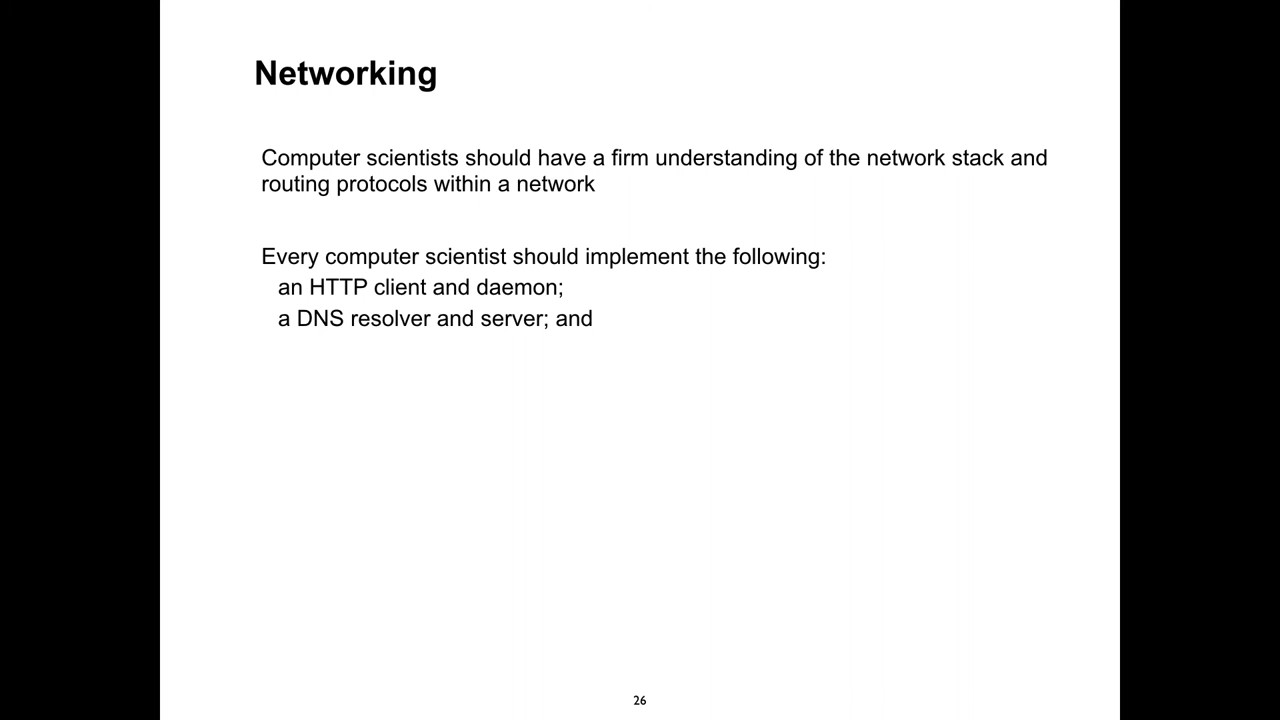 Networking
Computer scientists should have a firm understanding of the network stack and
routing protocols within a network
Every computer scientist should implement the following:
an HTTP client and daemon;
a DNS resolver and server; and
26